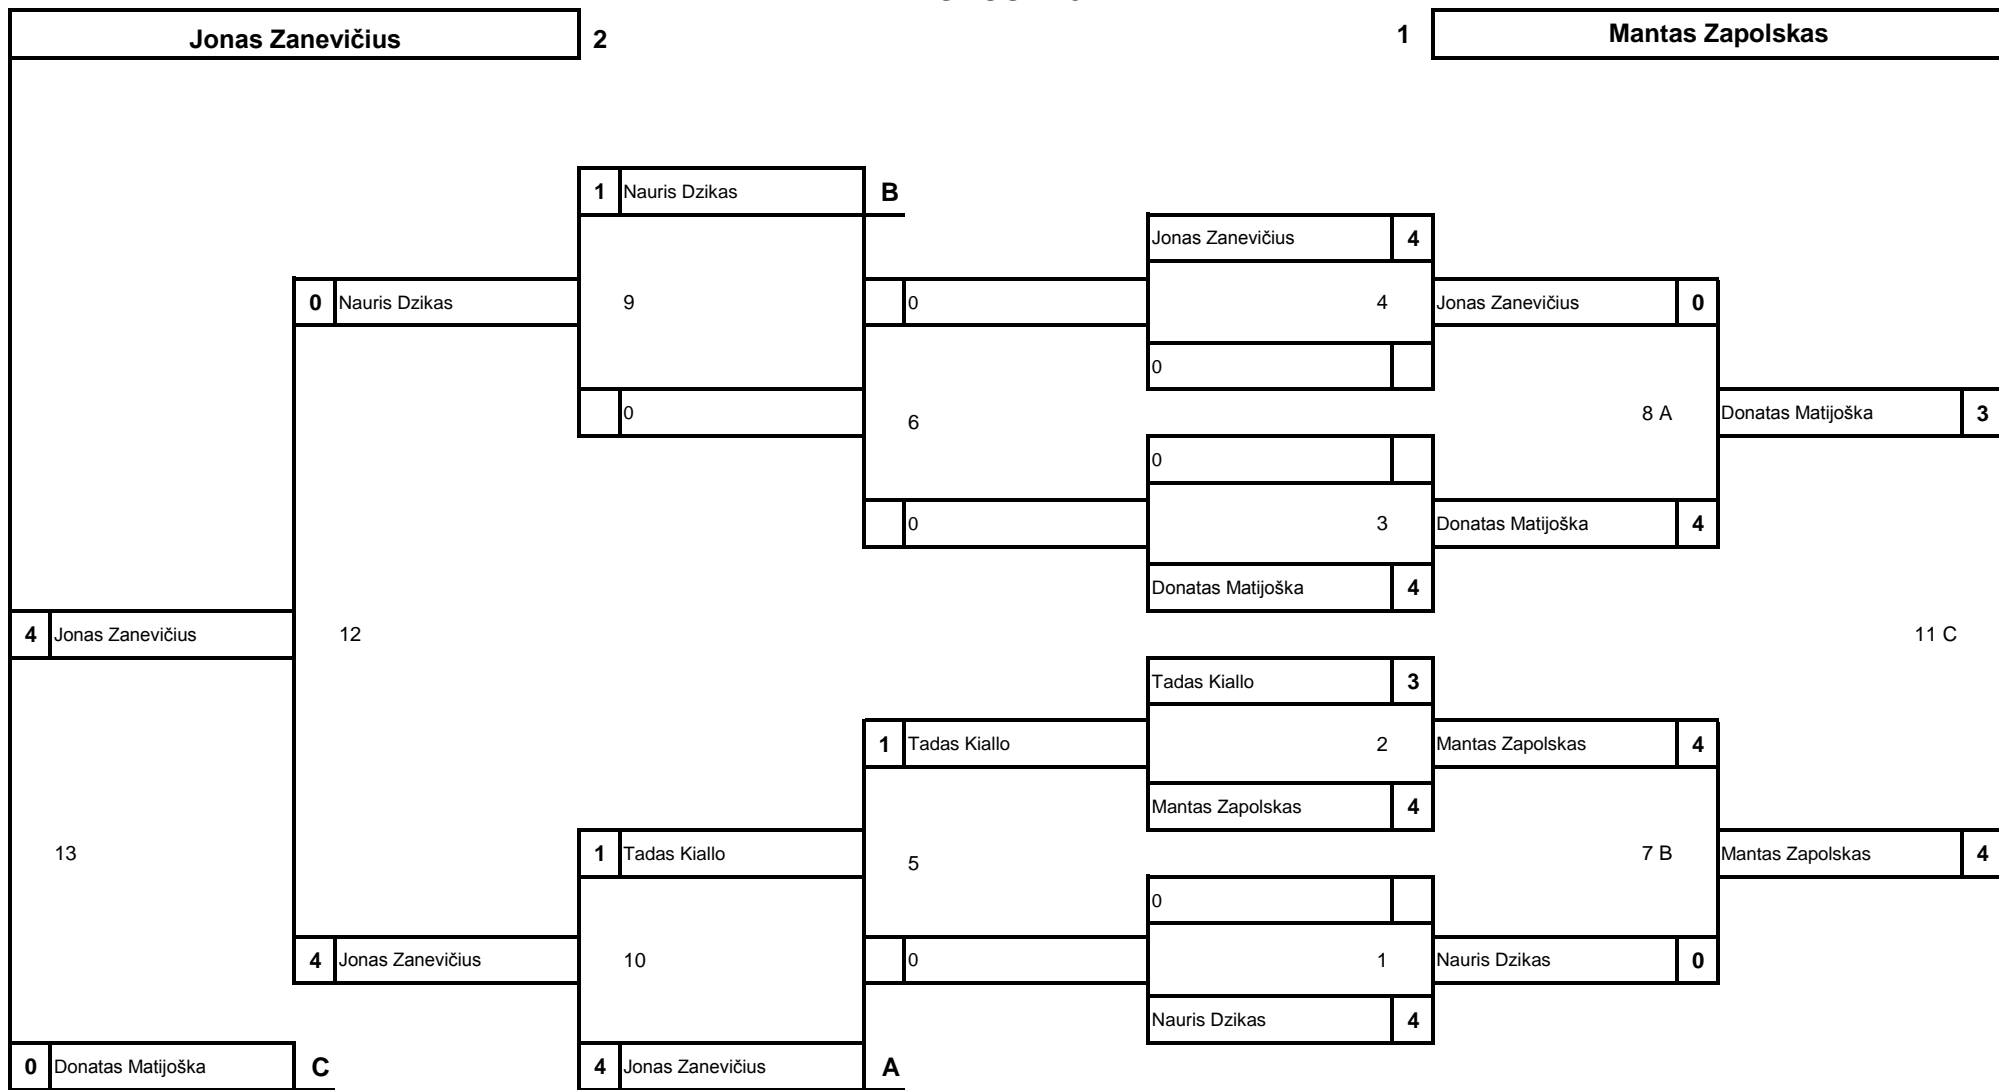 Jonas Zanevičius 2 1 Mantas Zapolskas
1 Nauris Dzikas B
Jonas Zanevičius 4
0 Nauris Dzikas 9 0 4 Jonas Zanevičius 0
0
0 6 8 A Donatas Matijoška 3
0
0 3 Donatas Matijoška 4
Donatas Matijoška 4
4 Jonas Zanevičius 12 11 C
Tadas Kiallo 3
1 Tadas Kiallo 2 Mantas Zapolskas 4
Mantas Zapolskas 4
13 1 Tadas Kiallo 5 7 B Mantas Zapolskas 4
0
4 Jonas Zanevičius 10 0 1 Nauris Dzikas 0
Nauris Dzikas 4
0 Donatas Matijoška C 4 Jonas Zanevičius A